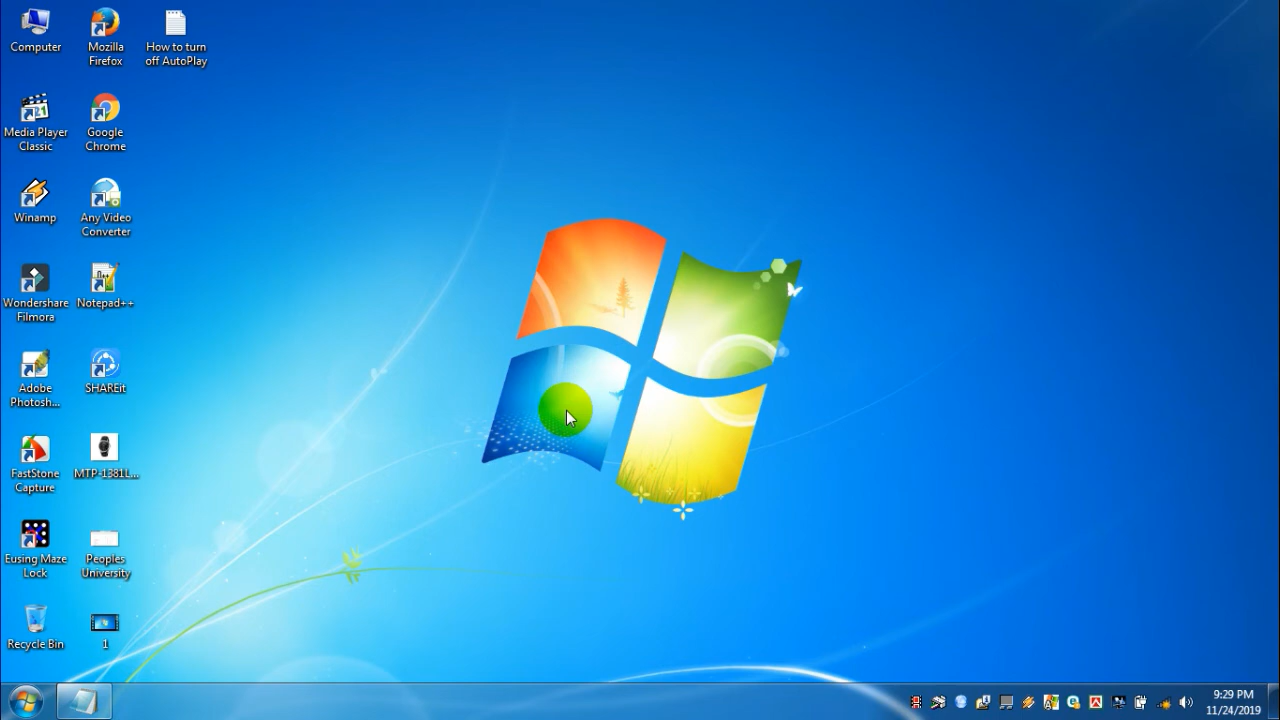 Computer
Mozilla
Firefox
How to turn
off AutoPlay
Media Player
Classic
Google
Chrome
Winamp
Any Video
Converter
Wondershare
Filmora
Notepad++
Adobe
Photosh...
SHAREit
FastStone
Capture
MTP-1381L...
Eusing Maze
Lock
Peoples
University
Recycle Bin
1
9:29 PM
11/24/2019